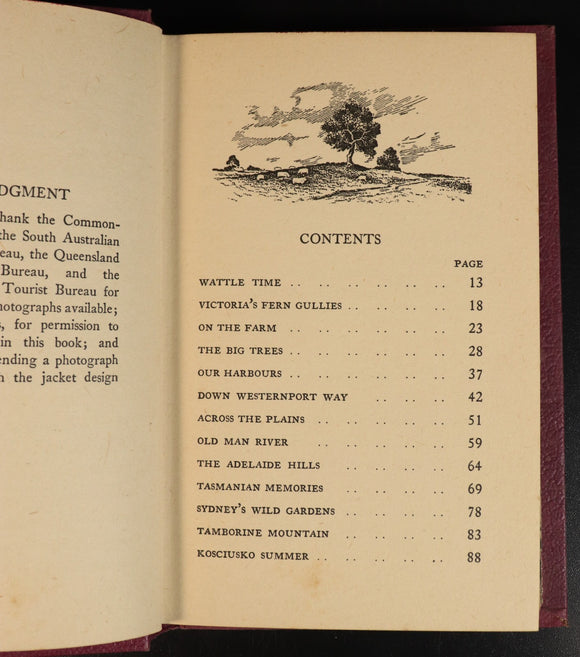 DGMENT
hank the Common-
the South Australian
eau, the Queensland
Bureau, and the
Tourist Bureau for
hotographs available;
s, for permission to
in this book; and
ending a photograph
n the jacket design
CONTENTS
PAGE
WATTLE TIME .. .. .. .. .. .. 13
VICTORIA'S FERN GULLIES .. .. .. .. 18
ON THE FARM .. .. .. .. .. .. 23
THE BIG TREES .. .. .. .. .. .. 28
OUR HARBOURS .. .. .. .. .. .. 37
DOWN WESTERNPORT WAY .. .. .. 42
ACROSS THE PLAINS .. .. .. .. .. 51
OLD MAN RIVER .. .. .. .. .. 59
THE ADELAIDE HILLS .. .. .. .. 64
TASMANIAN MEMORIES .. .. .. .. 69
SYDNEY'S WILD GARDENS .. .. .. .. 78
TAMBORINE MOUNTAIN .. .. .. .. 83
KOSCIUSKO SUMMER .. .. .. .. 88